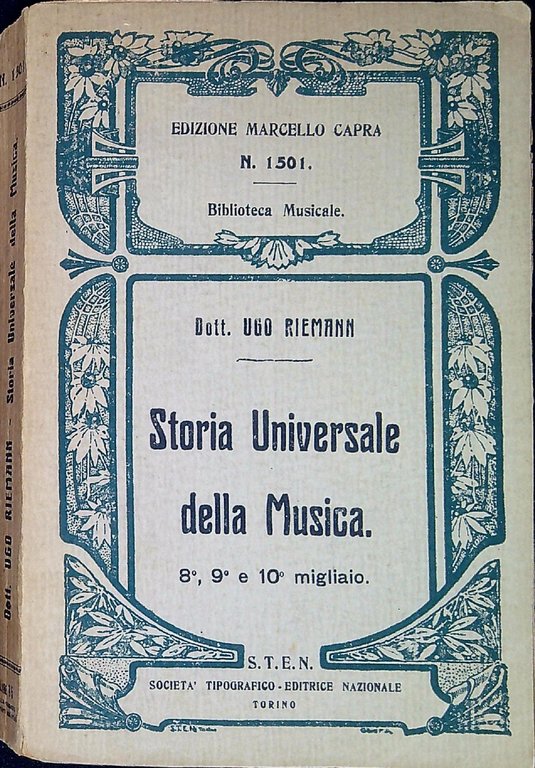 EDIZIONE MARCELLO CAPRA
N. 1501.
Biblioteca Musicale.
Dott. UGO RIEMANN
Storia Universale
della Musica.
8°, 9° e 10° migliaio.
S.T.E.N.
SOCIETA' TIPOGRAFICO-EDITRICE NAZIONALE
TORINO
N. 1501
Dott. UGO RIEMANN - Storia Universale della Musica.